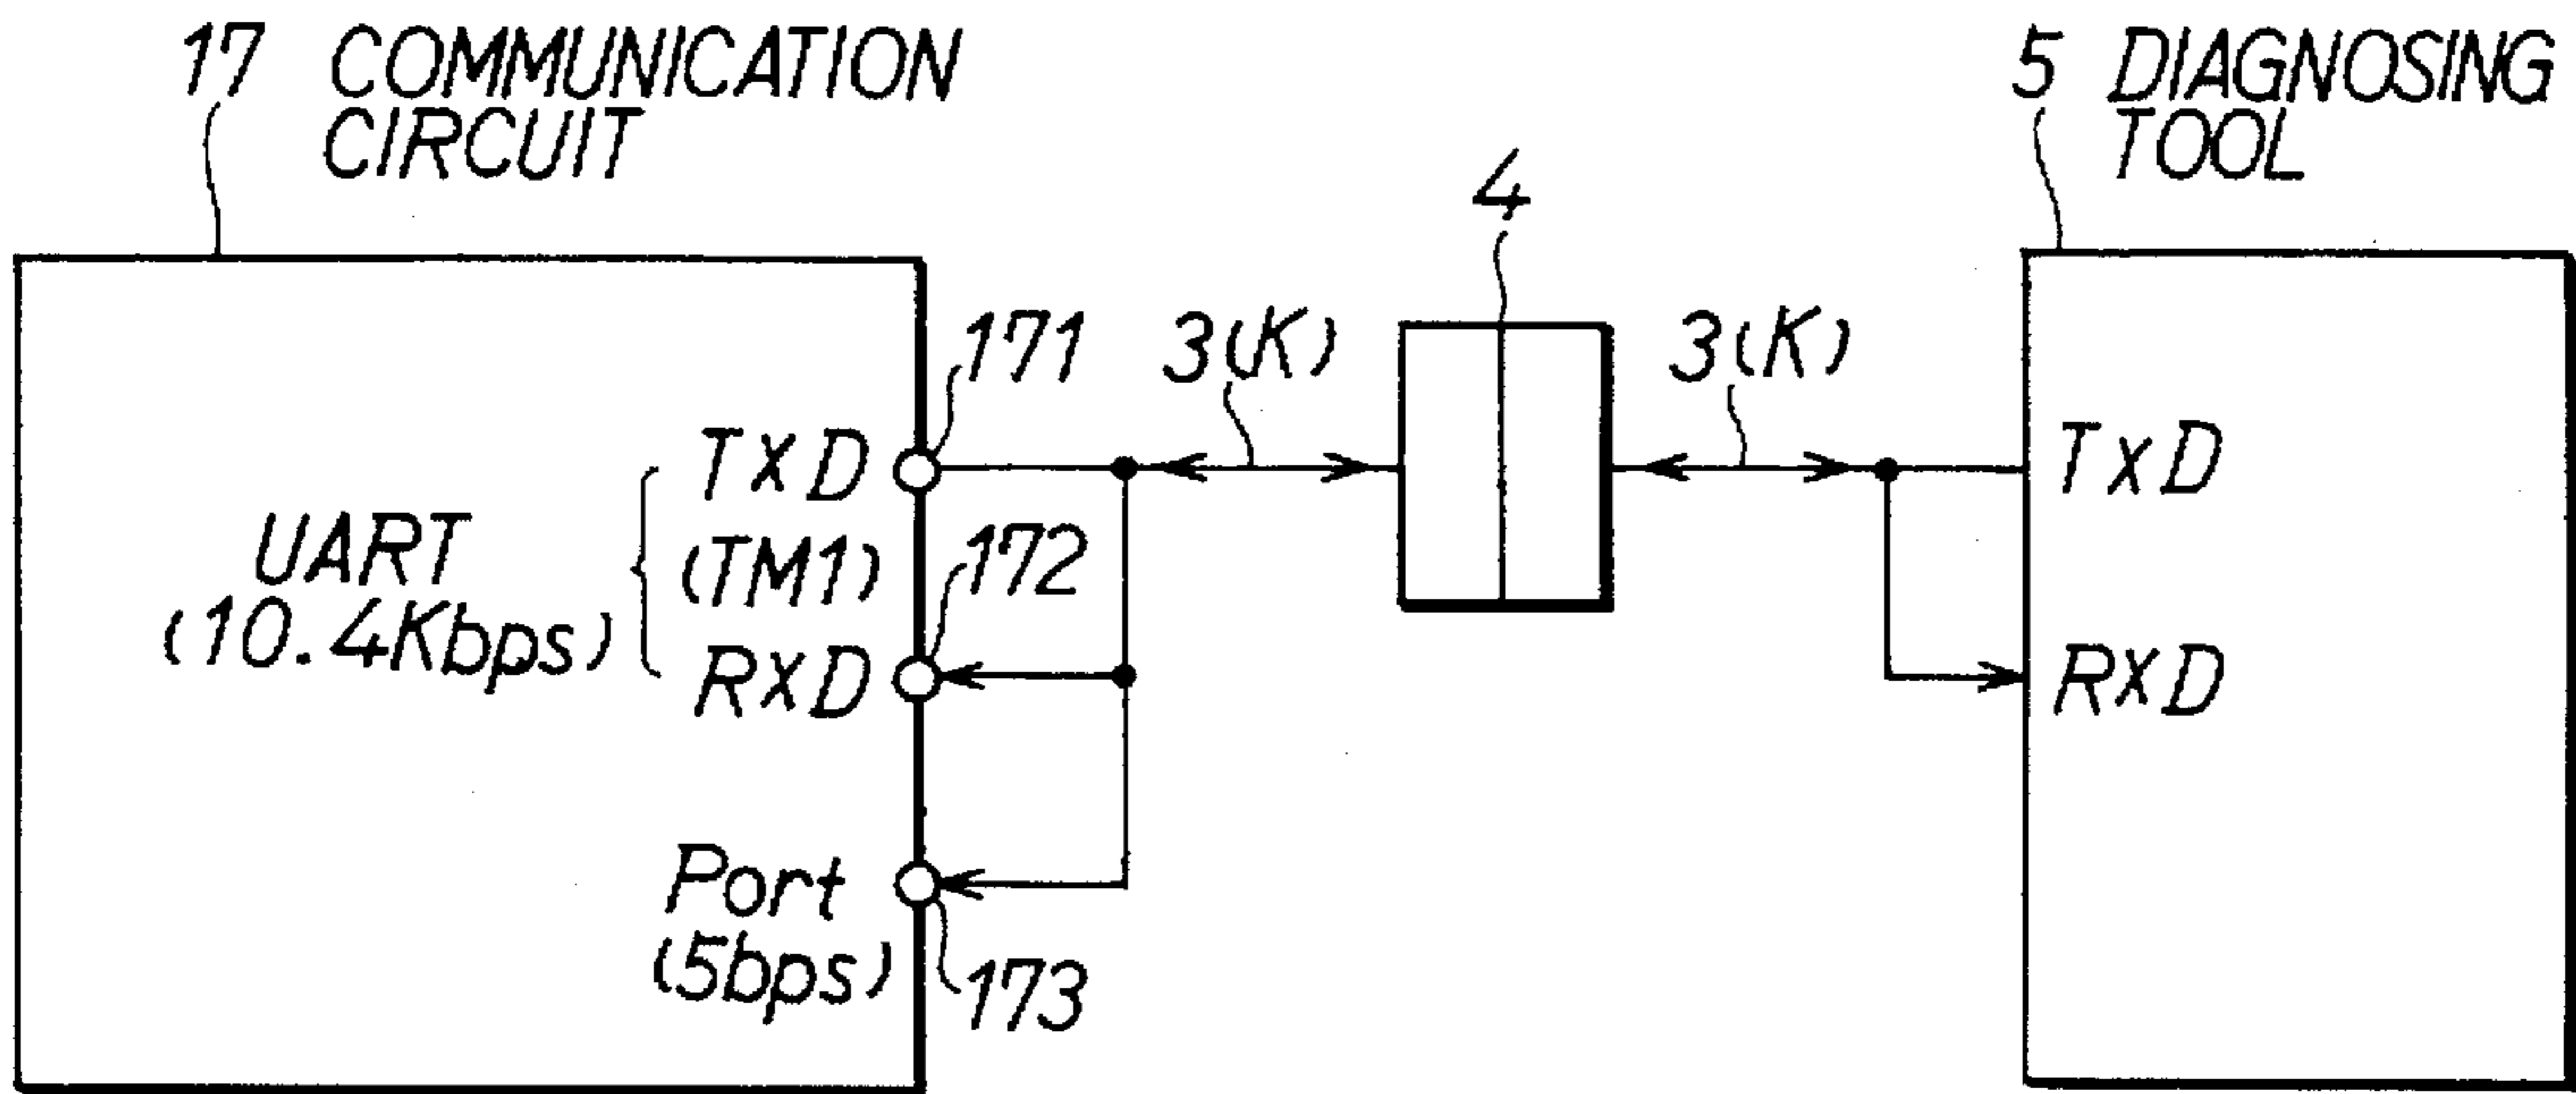 17 COMMUNICATION
CIRCUIT
5 DIAGNOSING
TOOL
4
171
3(K)
3(K)
TXD
TXD
UART
(TM1)
172
(10.4Kbps)
RXD
RXD
Port
(5bps)
173